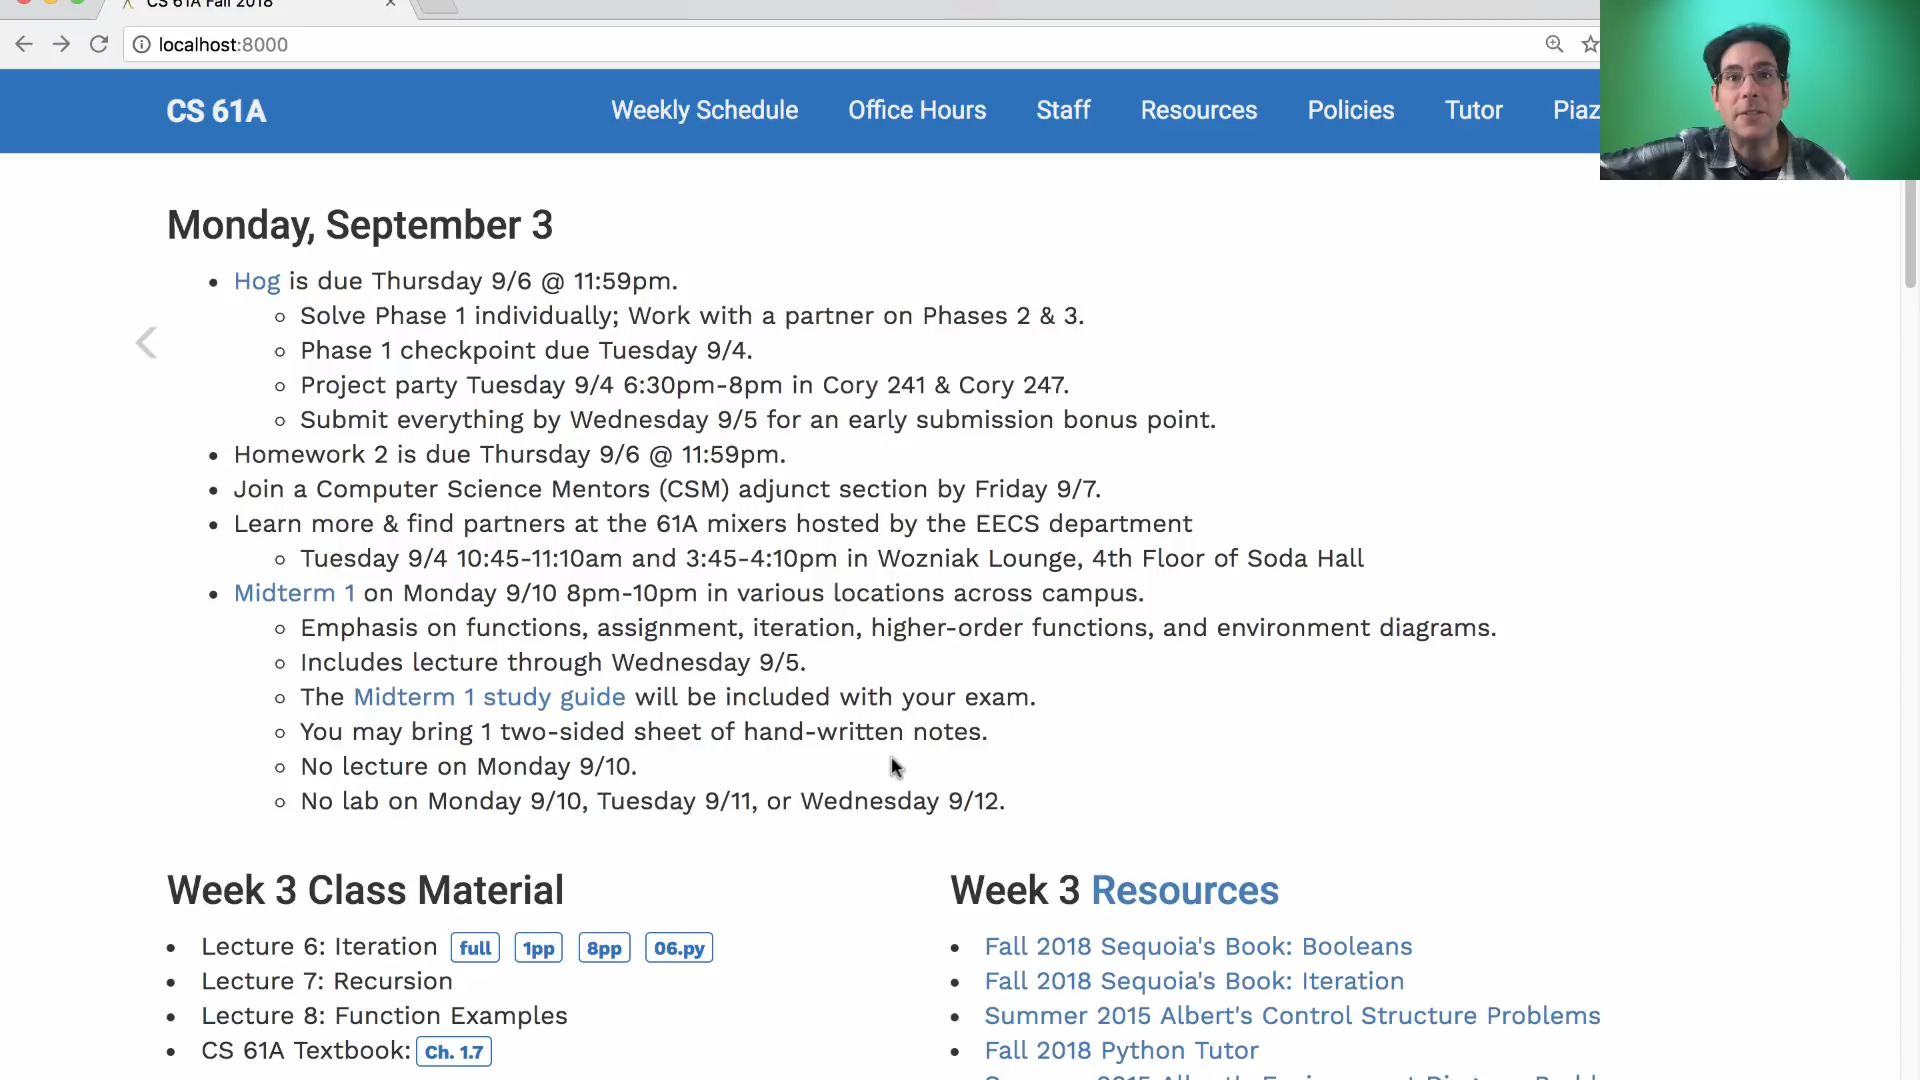 CS 61A Fall 2018
localhost:8000
CS 61A
Weekly Schedule
Office Hours
Staff
Resources
Policies
Tutor
Monday, September 3
Hog is due Thursday 9/6 @ 11:59pm.
Solve Phase 1 individually; Work with a partner on Phases 2 & 3.
Phase 1 checkpoint due Tuesday 9/4.
Project party Tuesday 9/4 6:30pm-8pm in Cory 241 & Cory 247.
Submit everything by Wednesday 9/5 for an early submission bonus point.
Homework 2 is due Thursday 9/6 @ 11:59pm.
Join a Computer Science Mentors (CSM) adjunct section by Friday 9/7.
Learn more & find partners at the 61A mixers hosted by the EECS department
Tuesday 9/4 10:45-11:10am and 3:45-4:10pm in Wozniak Lounge, 4th Floor of Soda Hall
Midterm 1 on Monday 9/10 8pm-10pm in various locations across campus.
Emphasis on functions, assignment, iteration, higher-order functions, and environment diagrams.
Includes lecture through Wednesday 9/5.
The Midterm 1 study guide will be included with your exam.
You may bring 1 two-sided sheet of hand-written notes.
No lecture on Monday 9/10.
No lab on Monday 9/10, Tuesday 9/11, or Wednesday 9/12.
Week 3 Class Material
Lecture 6: Iteration full 1pp 8pp 06.py
Lecture 7: Recursion
Lecture 8: Function Examples
CS 61A Textbook: Ch. 1.7
Week 3 Resources
Fall 2018 Sequoia's Book: Booleans
Fall 2018 Sequoia's Book: Iteration
Summer 2015 Albert's Control Structure Problems
Fall 2018 Python Tutor